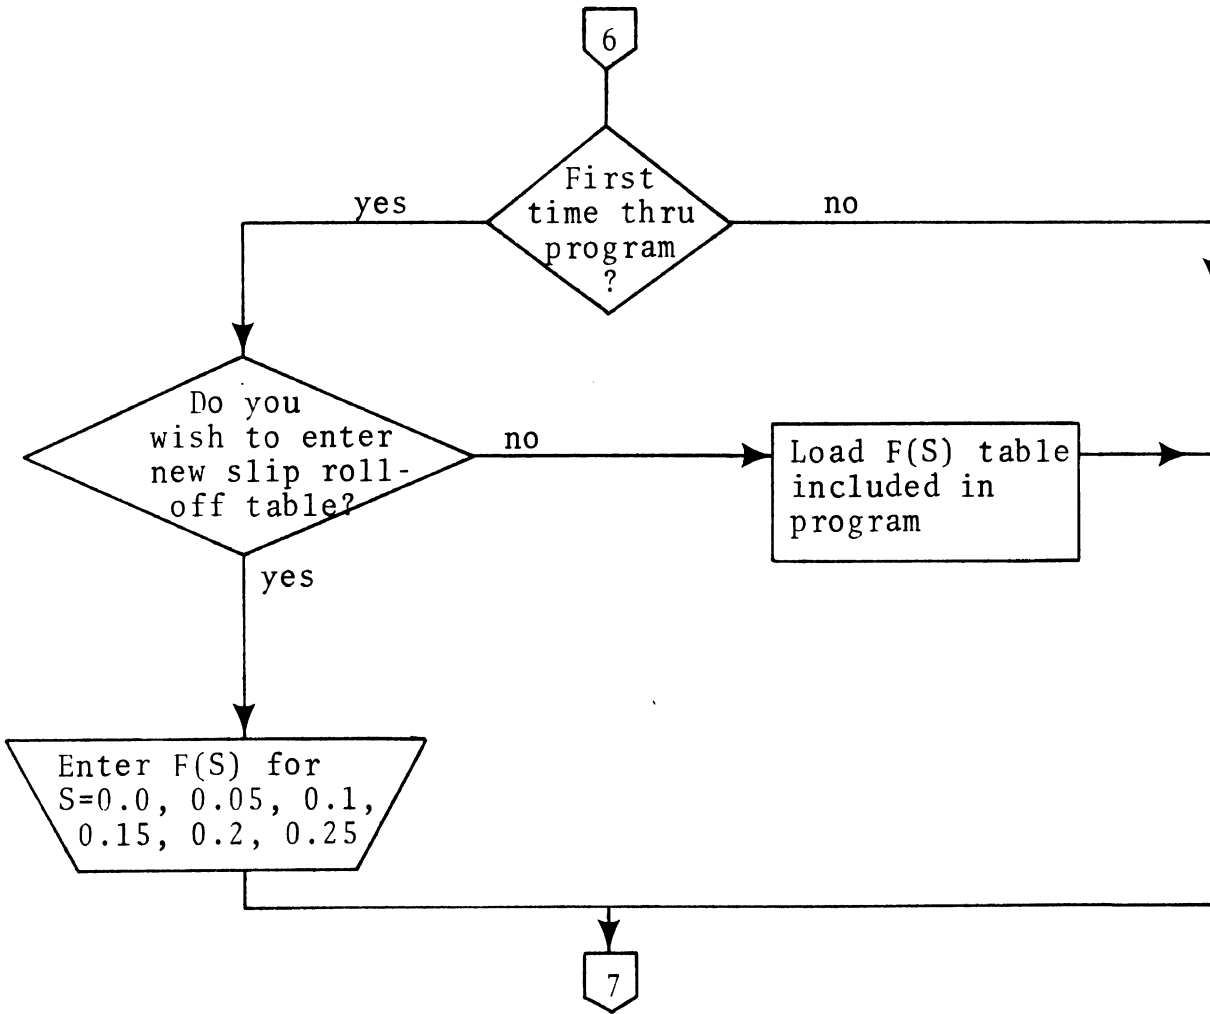 6
First
time thru
program
?
yes
no
Do you
wish to enter
new slip roll-
off table?
no
Load F(S) table
included in
program
yes
Enter F(S) for
S=0.0, 0.05, 0.1,
0.15, 0.2, 0.25
7